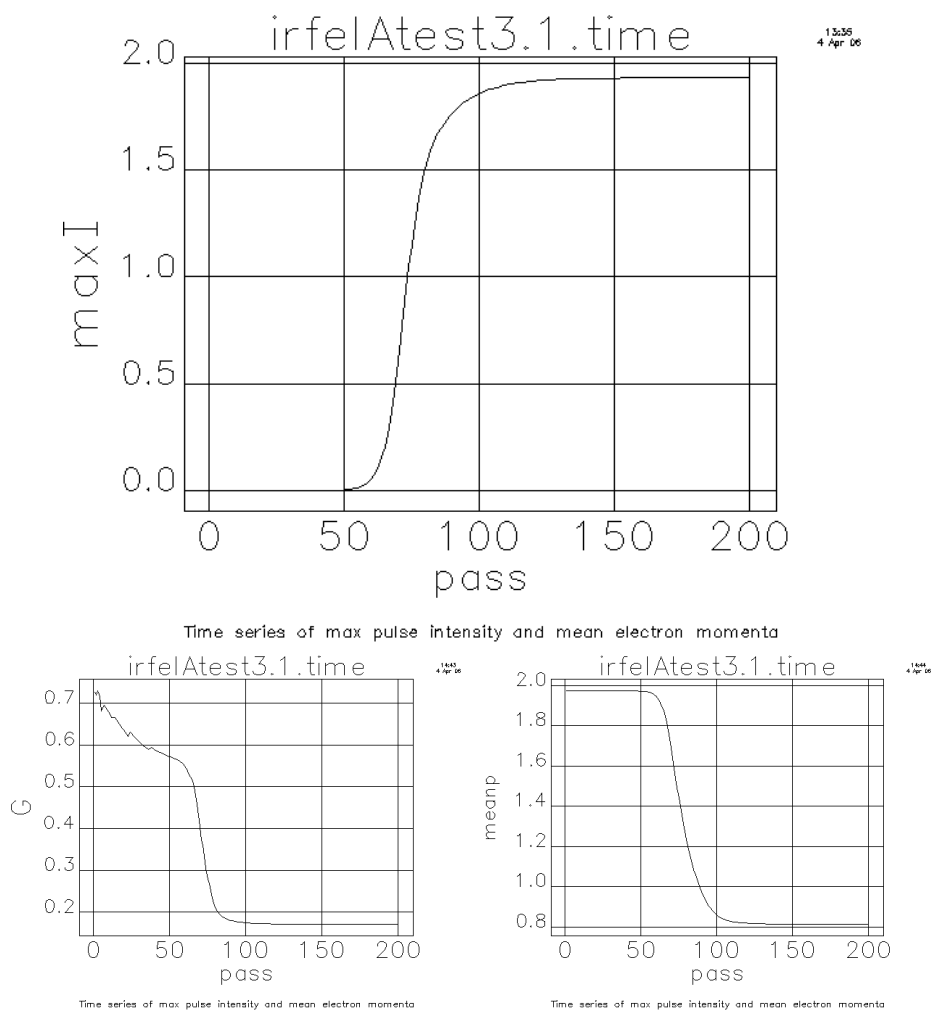 irfelAtest3.1.time
13:35
4 Apr 06
2.0
1.5
1.0
0.5
0.0
maxI
0 50 100 150 200
pass
Time series of max pulse intensity and mean electron momenta
irfelAtest3.1.time
14:43
4 Apr 06
0.7
0.6
0.5
0.4
0.3
0.2
G
0 50 100 150 200
pass
Time series of max pulse intensity and mean electron momenta
irfelAtest3.1.time
14:44
4 Apr 06
2.0
1.8
1.6
1.4
1.2
1.0
0.8
meanp
0 50 100 150 200
pass
Time series of max pulse intensity and mean electron momenta